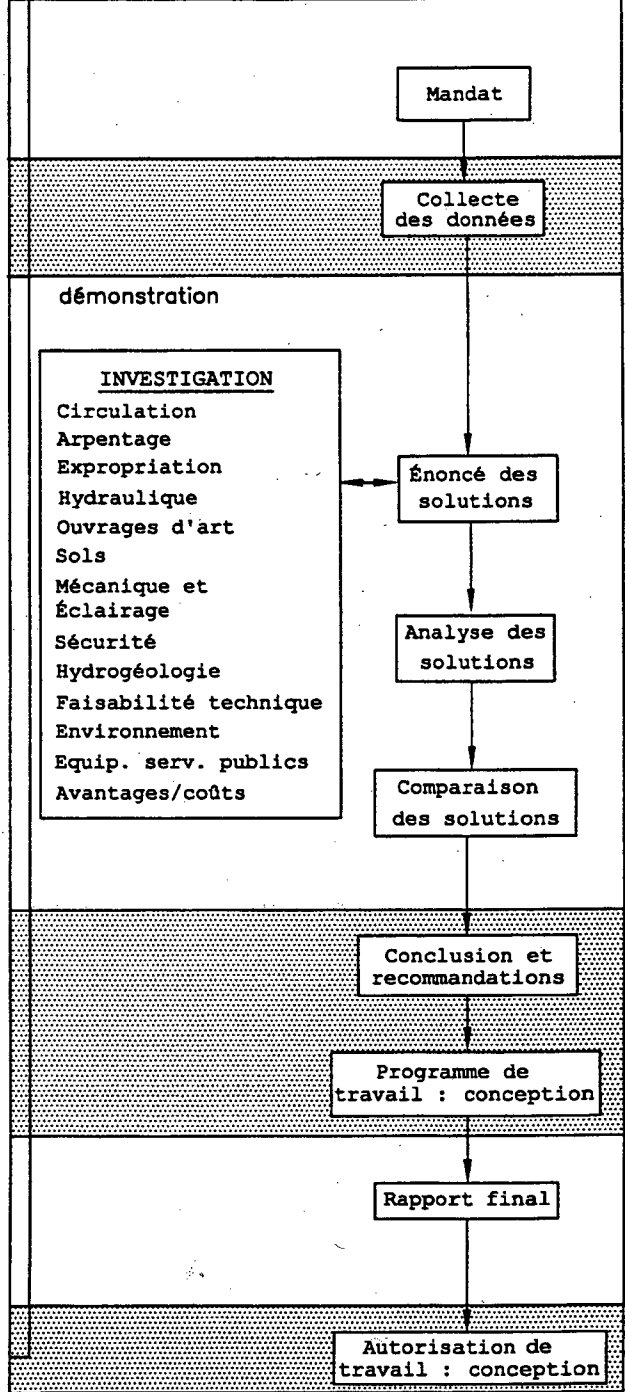 Mandat
Collecte
des données
démonstration
INVESTIGATION
Circulation
Arpentage
Expropriation
Hydraulique
Ouvrages d'art
Sols
Mécanique et
Éclairage
Sécurité
Hydrogéologie
Faisabilité technique
Environnement
Equip. serv. publics
Avantages/coûts
Énoncé des
solutions
Analyse des
solutions
Comparaison
des solutions
Conclusion et
recommandations
Programme de
travail : conception
Rapport final
Autorisation de
travail : conception